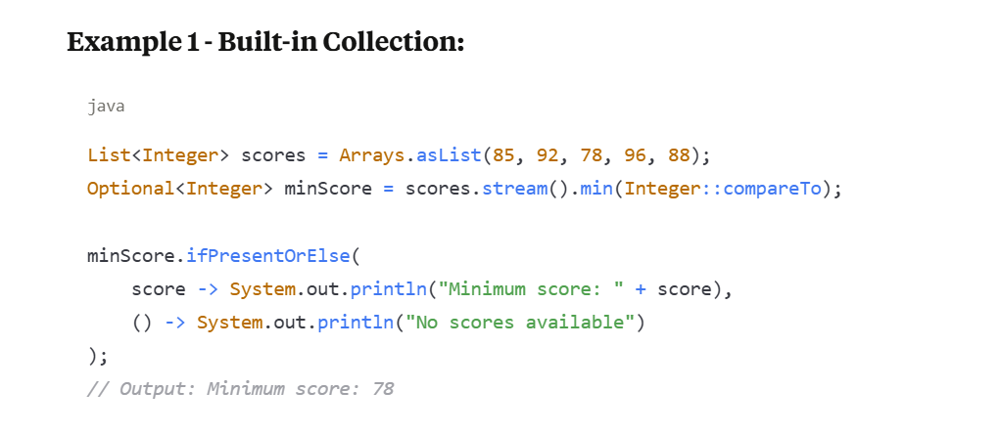 Example 1 - Built-in Collection:
java
List<Integer> scores = Arrays.asList(85, 92, 78, 96, 88);
Optional<Integer> minScore = scores.stream().min(Integer::compareTo);
minScore.ifPresentOrElse(
    score -> System.out.println("Minimum score: " + score),
    () -> System.out.println("No scores available")
);
// Output: Minimum score: 78